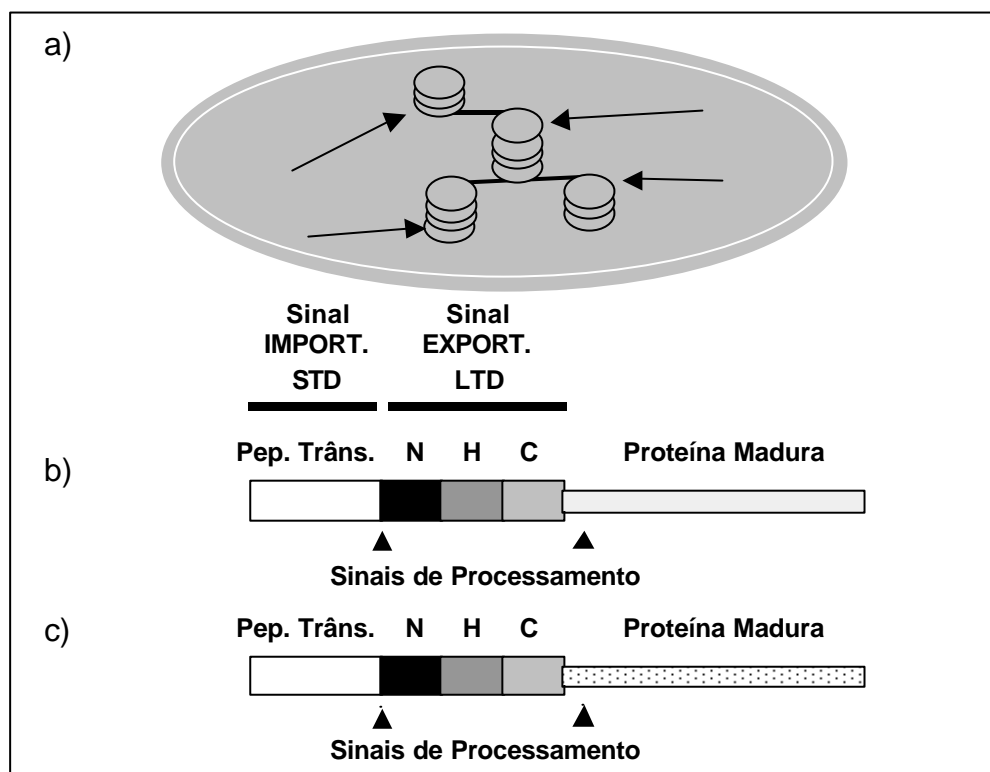 a)
Sinal Sinal
IMPORT. EXPORT.
STD LTD
Pep. Trâns. N H C Proteína Madura
b)
Sinais de Processamento
c)
Pep. Trâns. N H C Proteína Madura
Sinais de Processamento